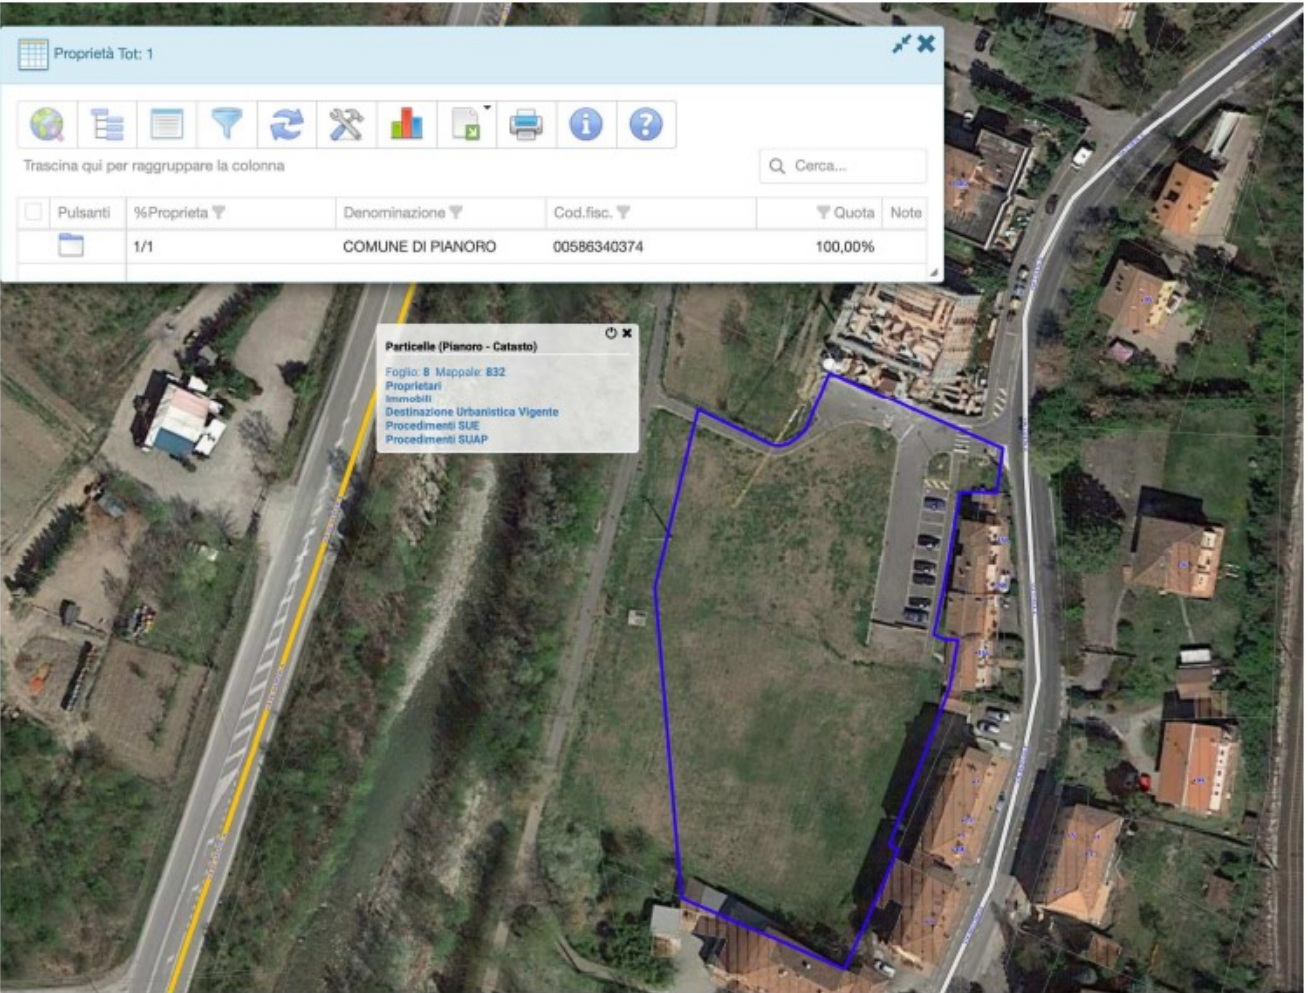 Proprietà Tot: 1
Trascina qui per raggruppare la colonna
Cerca...
Pulsanti %Proprieta Denominazione Cod.fisc. Quota Note
1/1 COMUNE DI PIANORO 00586340374 100,00%
Particelle (Pianoro - Catasto)
Foglio: 8 Mappale: 832
Proprietari
Immobili
Destinazione Urbanistica Vigente
Procedimenti SUE
Procedimenti SUAP